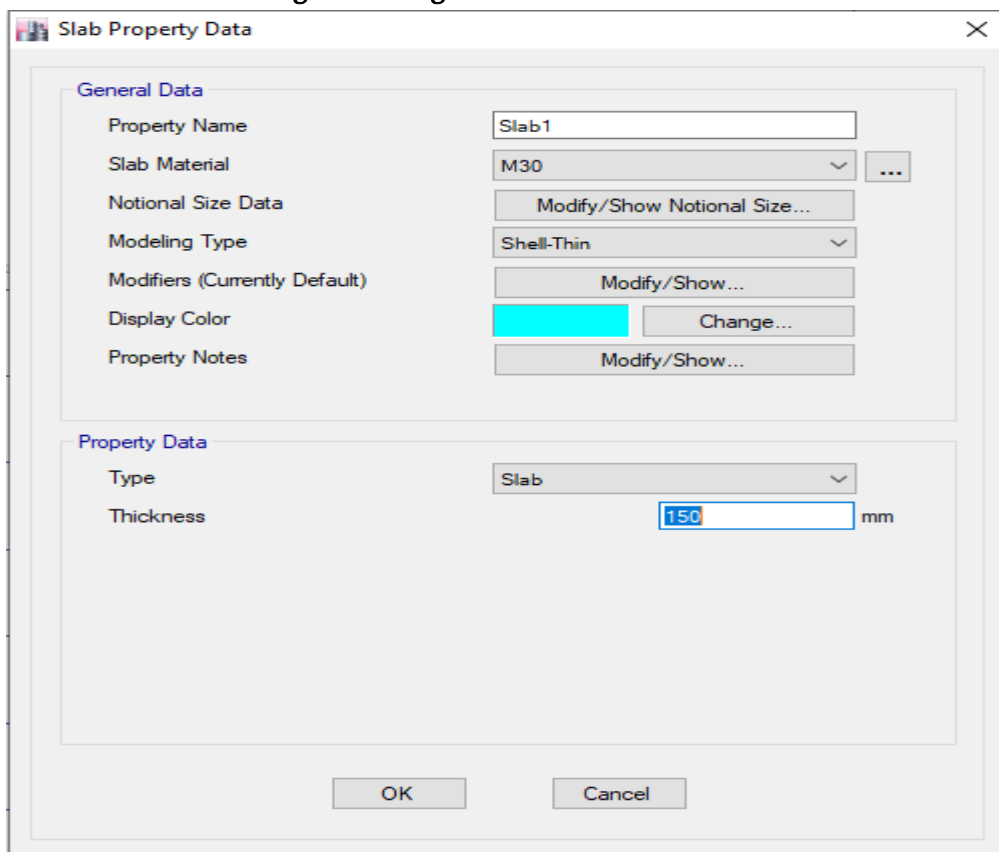 Slab Property Data
General Data
Property Name Slab1
Slab Material M30 ...
Notional Size Data Modify/Show Notional Size...
Modeling Type Shell-Thin
Modifiers (Currently Default) Modify/Show...
Display Color Change...
Property Notes Modify/Show...
Property Data
Type Slab
Thickness 150 mm
OK Cancel